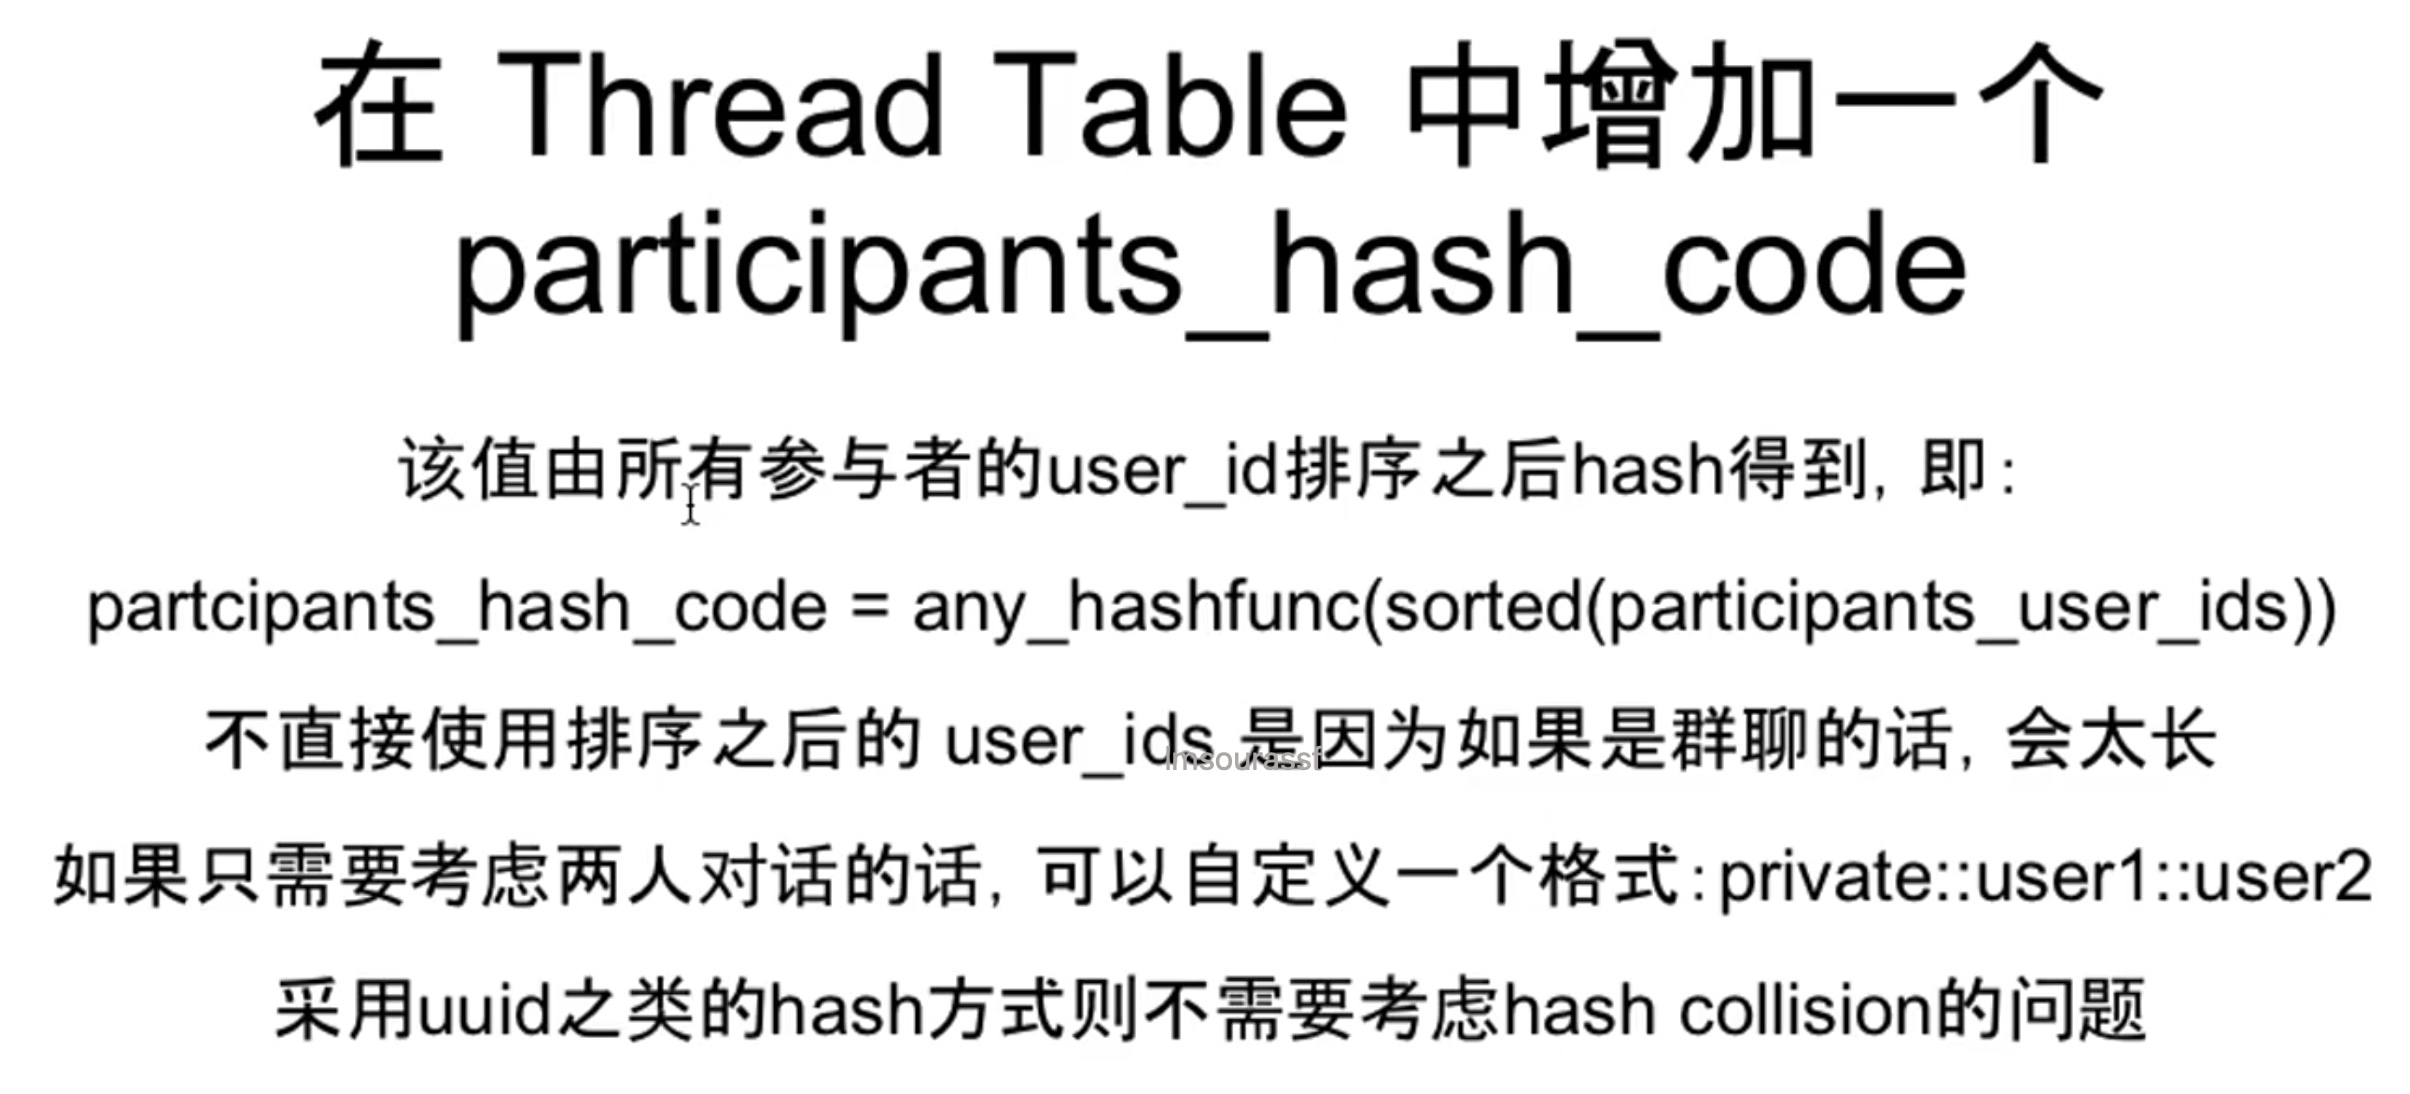 在 Thread Table 中增加一个
participants_hash_code
该值由所有参与者的user_id排序之后hash得到, 即:
partcipants_hash_code = any_hashfunc(sorted(participants_user_ids))
不直接使用排序之后的 user_ids 是因为如果是群聊的话, 会太长
如果只需要考虑两人对话的话, 可以自定义一个格式:private::user1::user2
采用uuid之类的hash方式则不需要考虑hash collision的问题